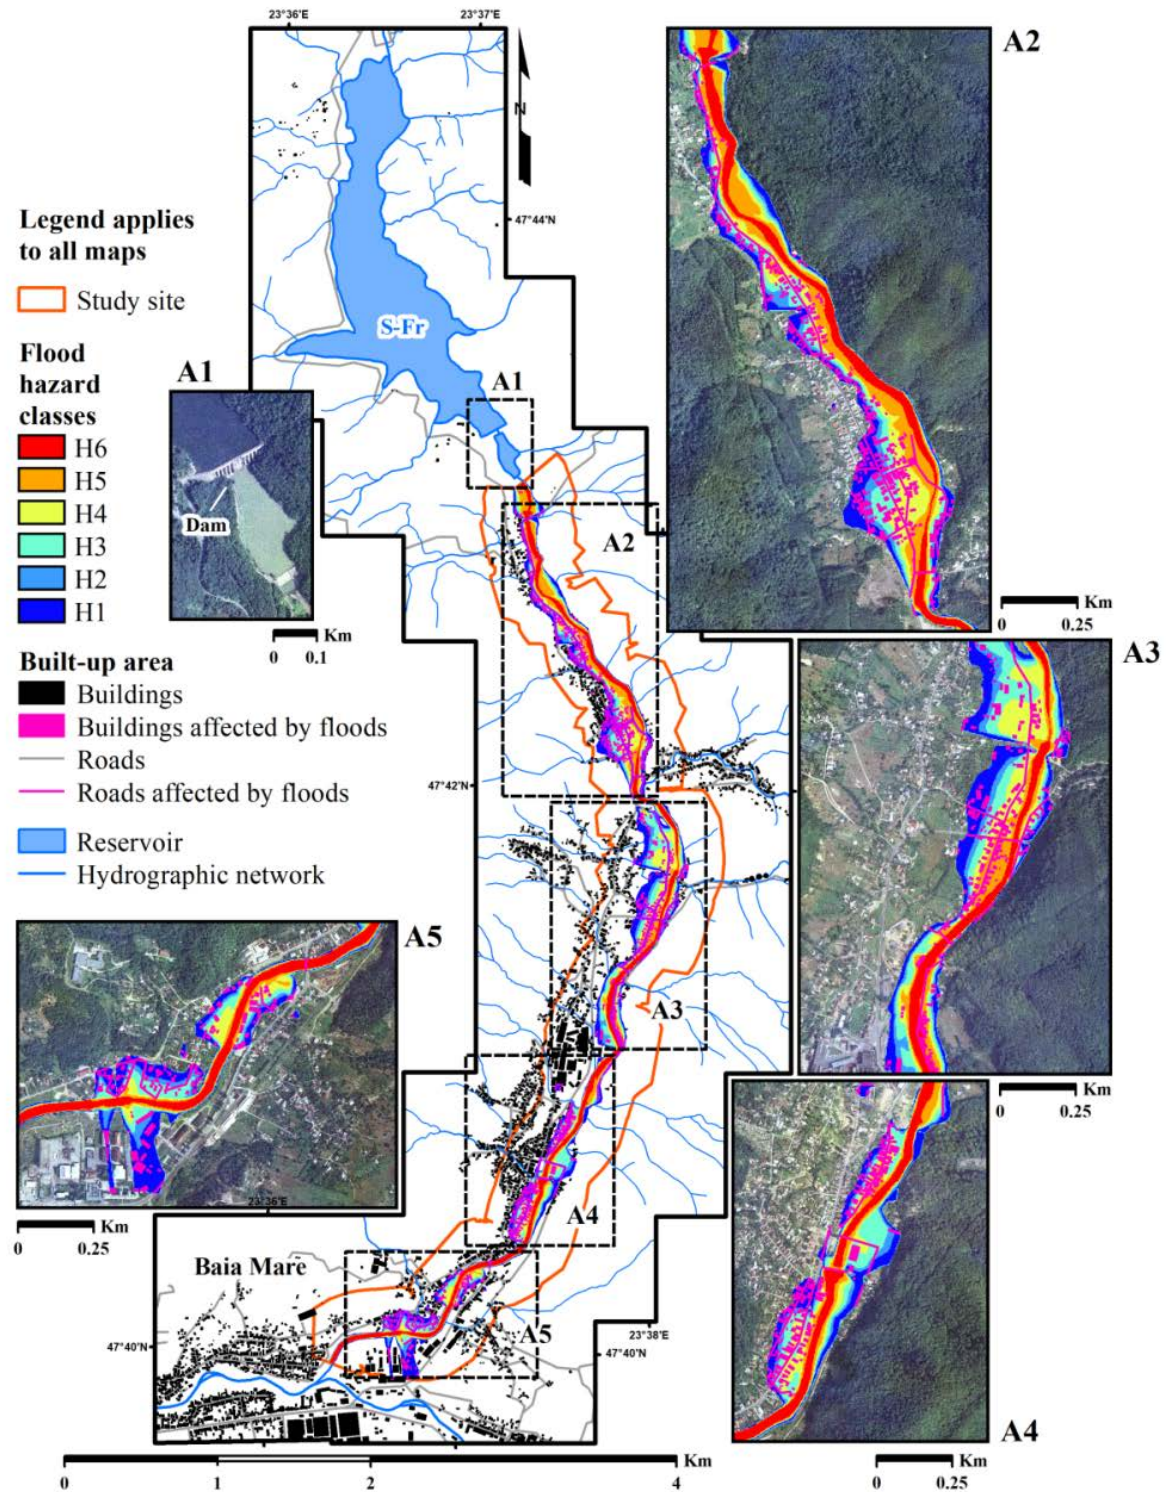 23°36'E
23°37'E
A2
N
47°44'N
Legend applies
to all maps
Study site
S-Fr
Flood
hazard
classes
A1
A1
H6
H5
H4
H3
H2
H1
Dam
A2
Km
0 0.25
Km
0 0.1
A3
Built-up area
Buildings
Buildings affected by floods
Roads
Roads affected by floods
47°42'N
Reservoir
Hydrographic network
A5
A3
Km
0 0.25
23°36'E
Km
0 0.25
A4
Baia Mare
A5
23°38'E
47°40'N
47°40'N
A4
Km
0 1 2 4
Km
0 0.25